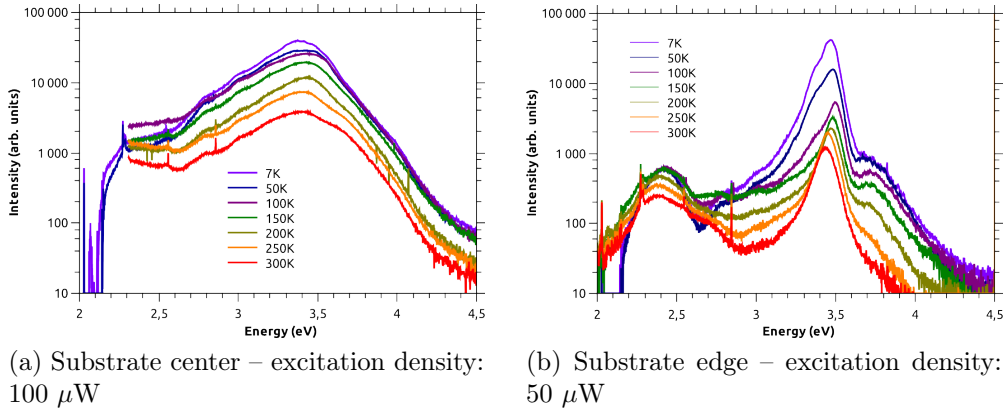 100 000
10 000
1 000
100
10
Intensity (arb. units)
7K
50K
100K
150K
200K
250K
300K
2
2,5
3
3,5
4
4,5
Energy (eV)
(a) Substrate center – excitation density:
100 μW
100 000
10 000
1 000
100
10
Intensity (arb. units)
7K
50K
100K
150K
200K
250K
300K
2
2,5
3
3,5
4
4,5
Energy (eV)
(b) Substrate edge – excitation density:
50 μW